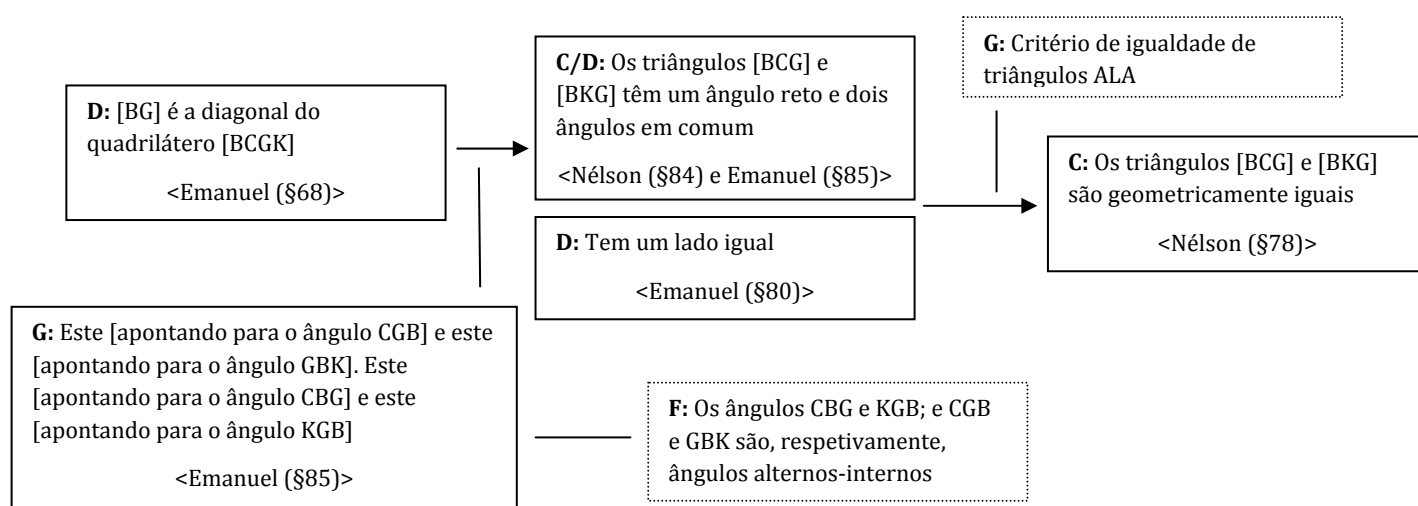 D: [BG] é a diagonal do
quadrilátero [BCGK]
<Emanuel (§68)>
C/D: Os triângulos [BCG] e
[BKG] têm um ângulo reto e dois
ângulos em comum
<Nélson (§84) e Emanuel (§85)>
D: Tem um lado igual
<Emanuel (§80)>
G: Critério de igualdade de
triângulos ALA
C: Os triângulos [BCG] e [BKG]
são geometricamente iguais
<Nélson (§78)>
G: Este [apontando para o ângulo CGB] e este
[apontando para o ângulo GBK]. Este
[apontando para o ângulo CBG] e este
[apontando para o ângulo KGB]
<Emanuel (§85)>
F: Os ângulos CBG e KGB; e CGB
e GBK são, respetivamente,
ângulos alternos-internos